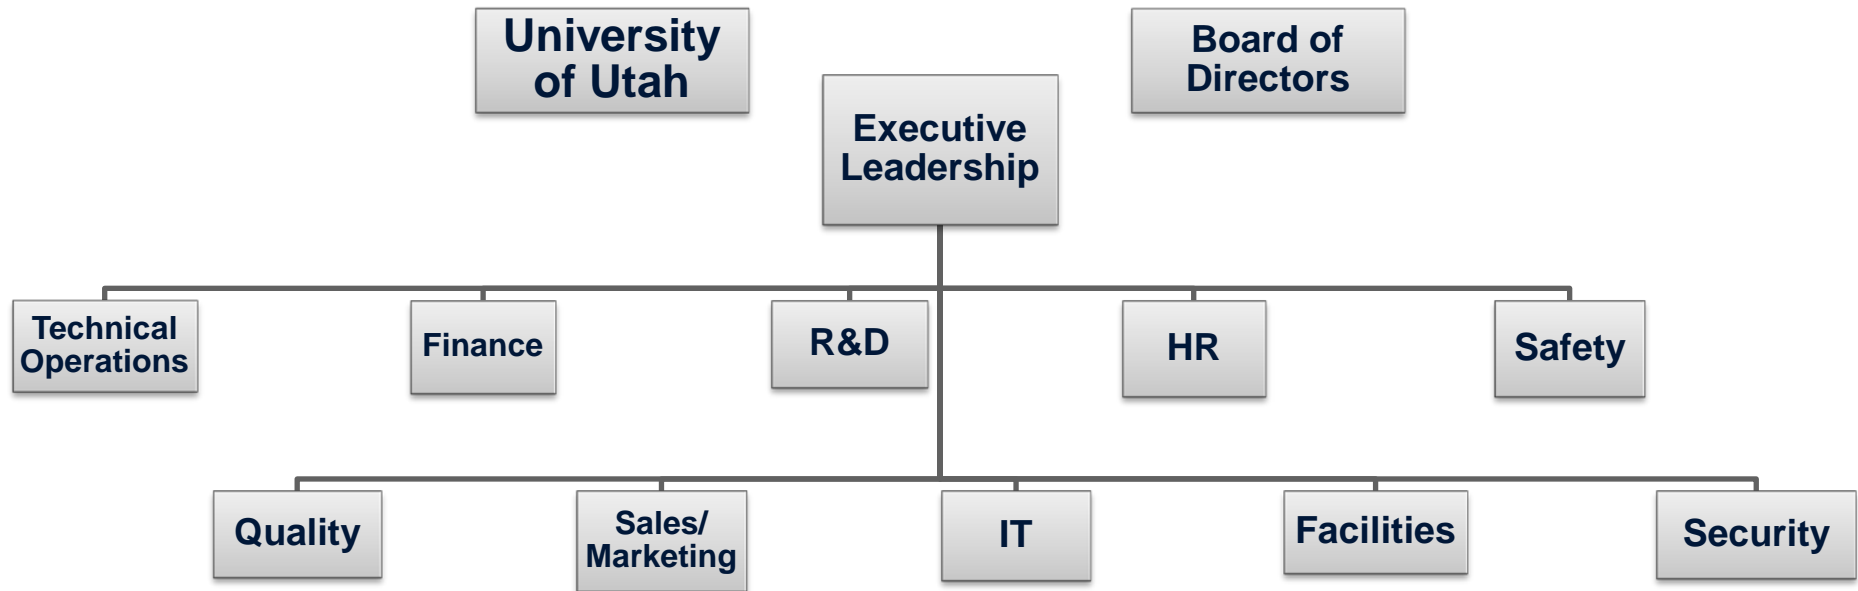 University
of Utah
Board of
Directors
Executive
Leadership
Technical
Operations
Finance
R&D
HR
Safety
Quality
Sales/
Marketing
IT
Facilities
Security